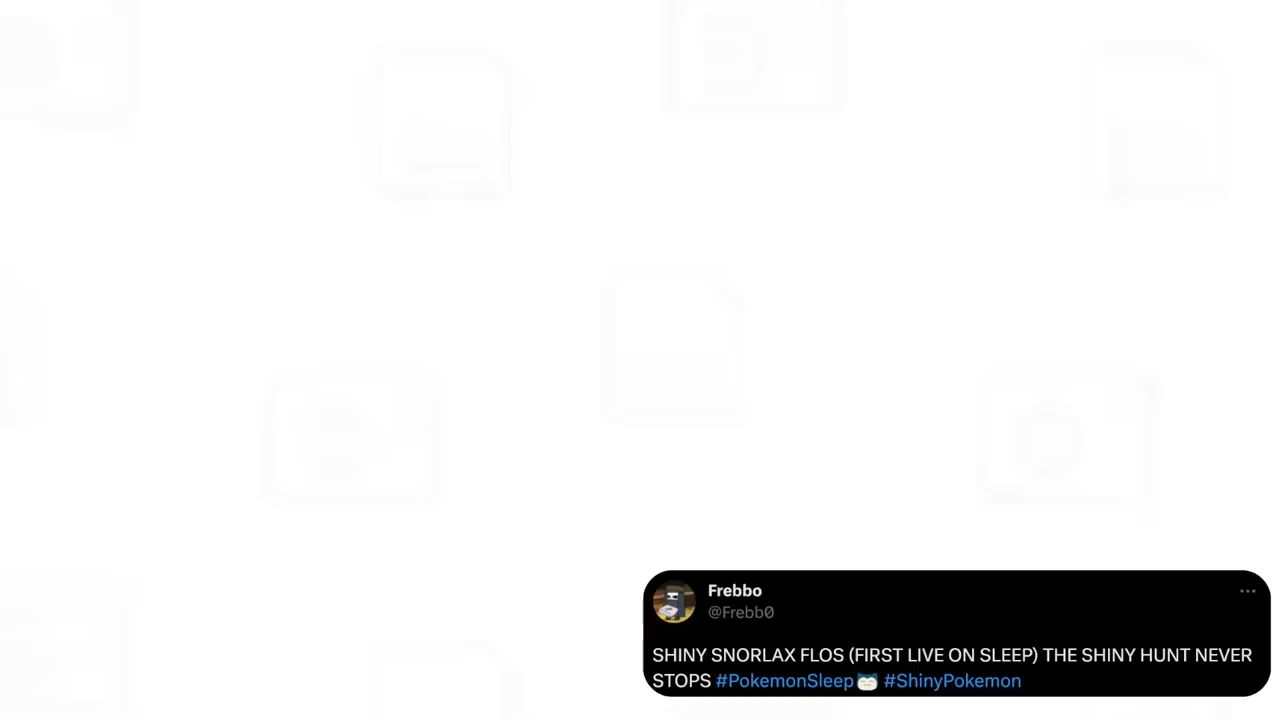 Frebbo
@Frebb0
SHINY SNORLAX FLOS (FIRST LIVE ON SLEEP) THE SHINY HUNT NEVER
STOPS #PokemonSleep #ShinyPokemon